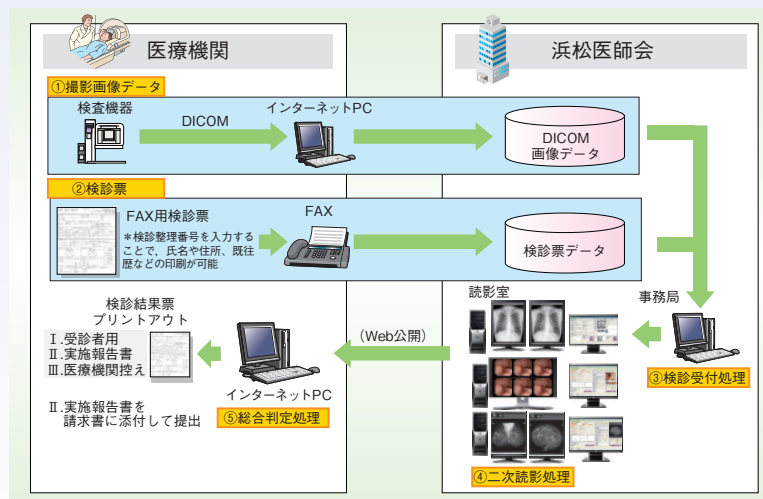 医療機関
浜松医師会
①撮影画像データ
検査機器
DICOM
インターネットPC
DICOM
画像データ
②検診票
FAX用検診票
＊検診整理番号を入力する
ことで，氏名や住所、既往
歴などの印刷が可能
FAX
検診票データ
読影室
事務局
③検診受付処理
④二次読影処理
（Web公開）
インターネットPC
⑤総合判定処理
検診結果票
プリントアウト
Ⅰ.受診者用
Ⅱ.実施報告書
Ⅲ.医療機関控え
Ⅱ.実施報告書を
請求書に添付して提出